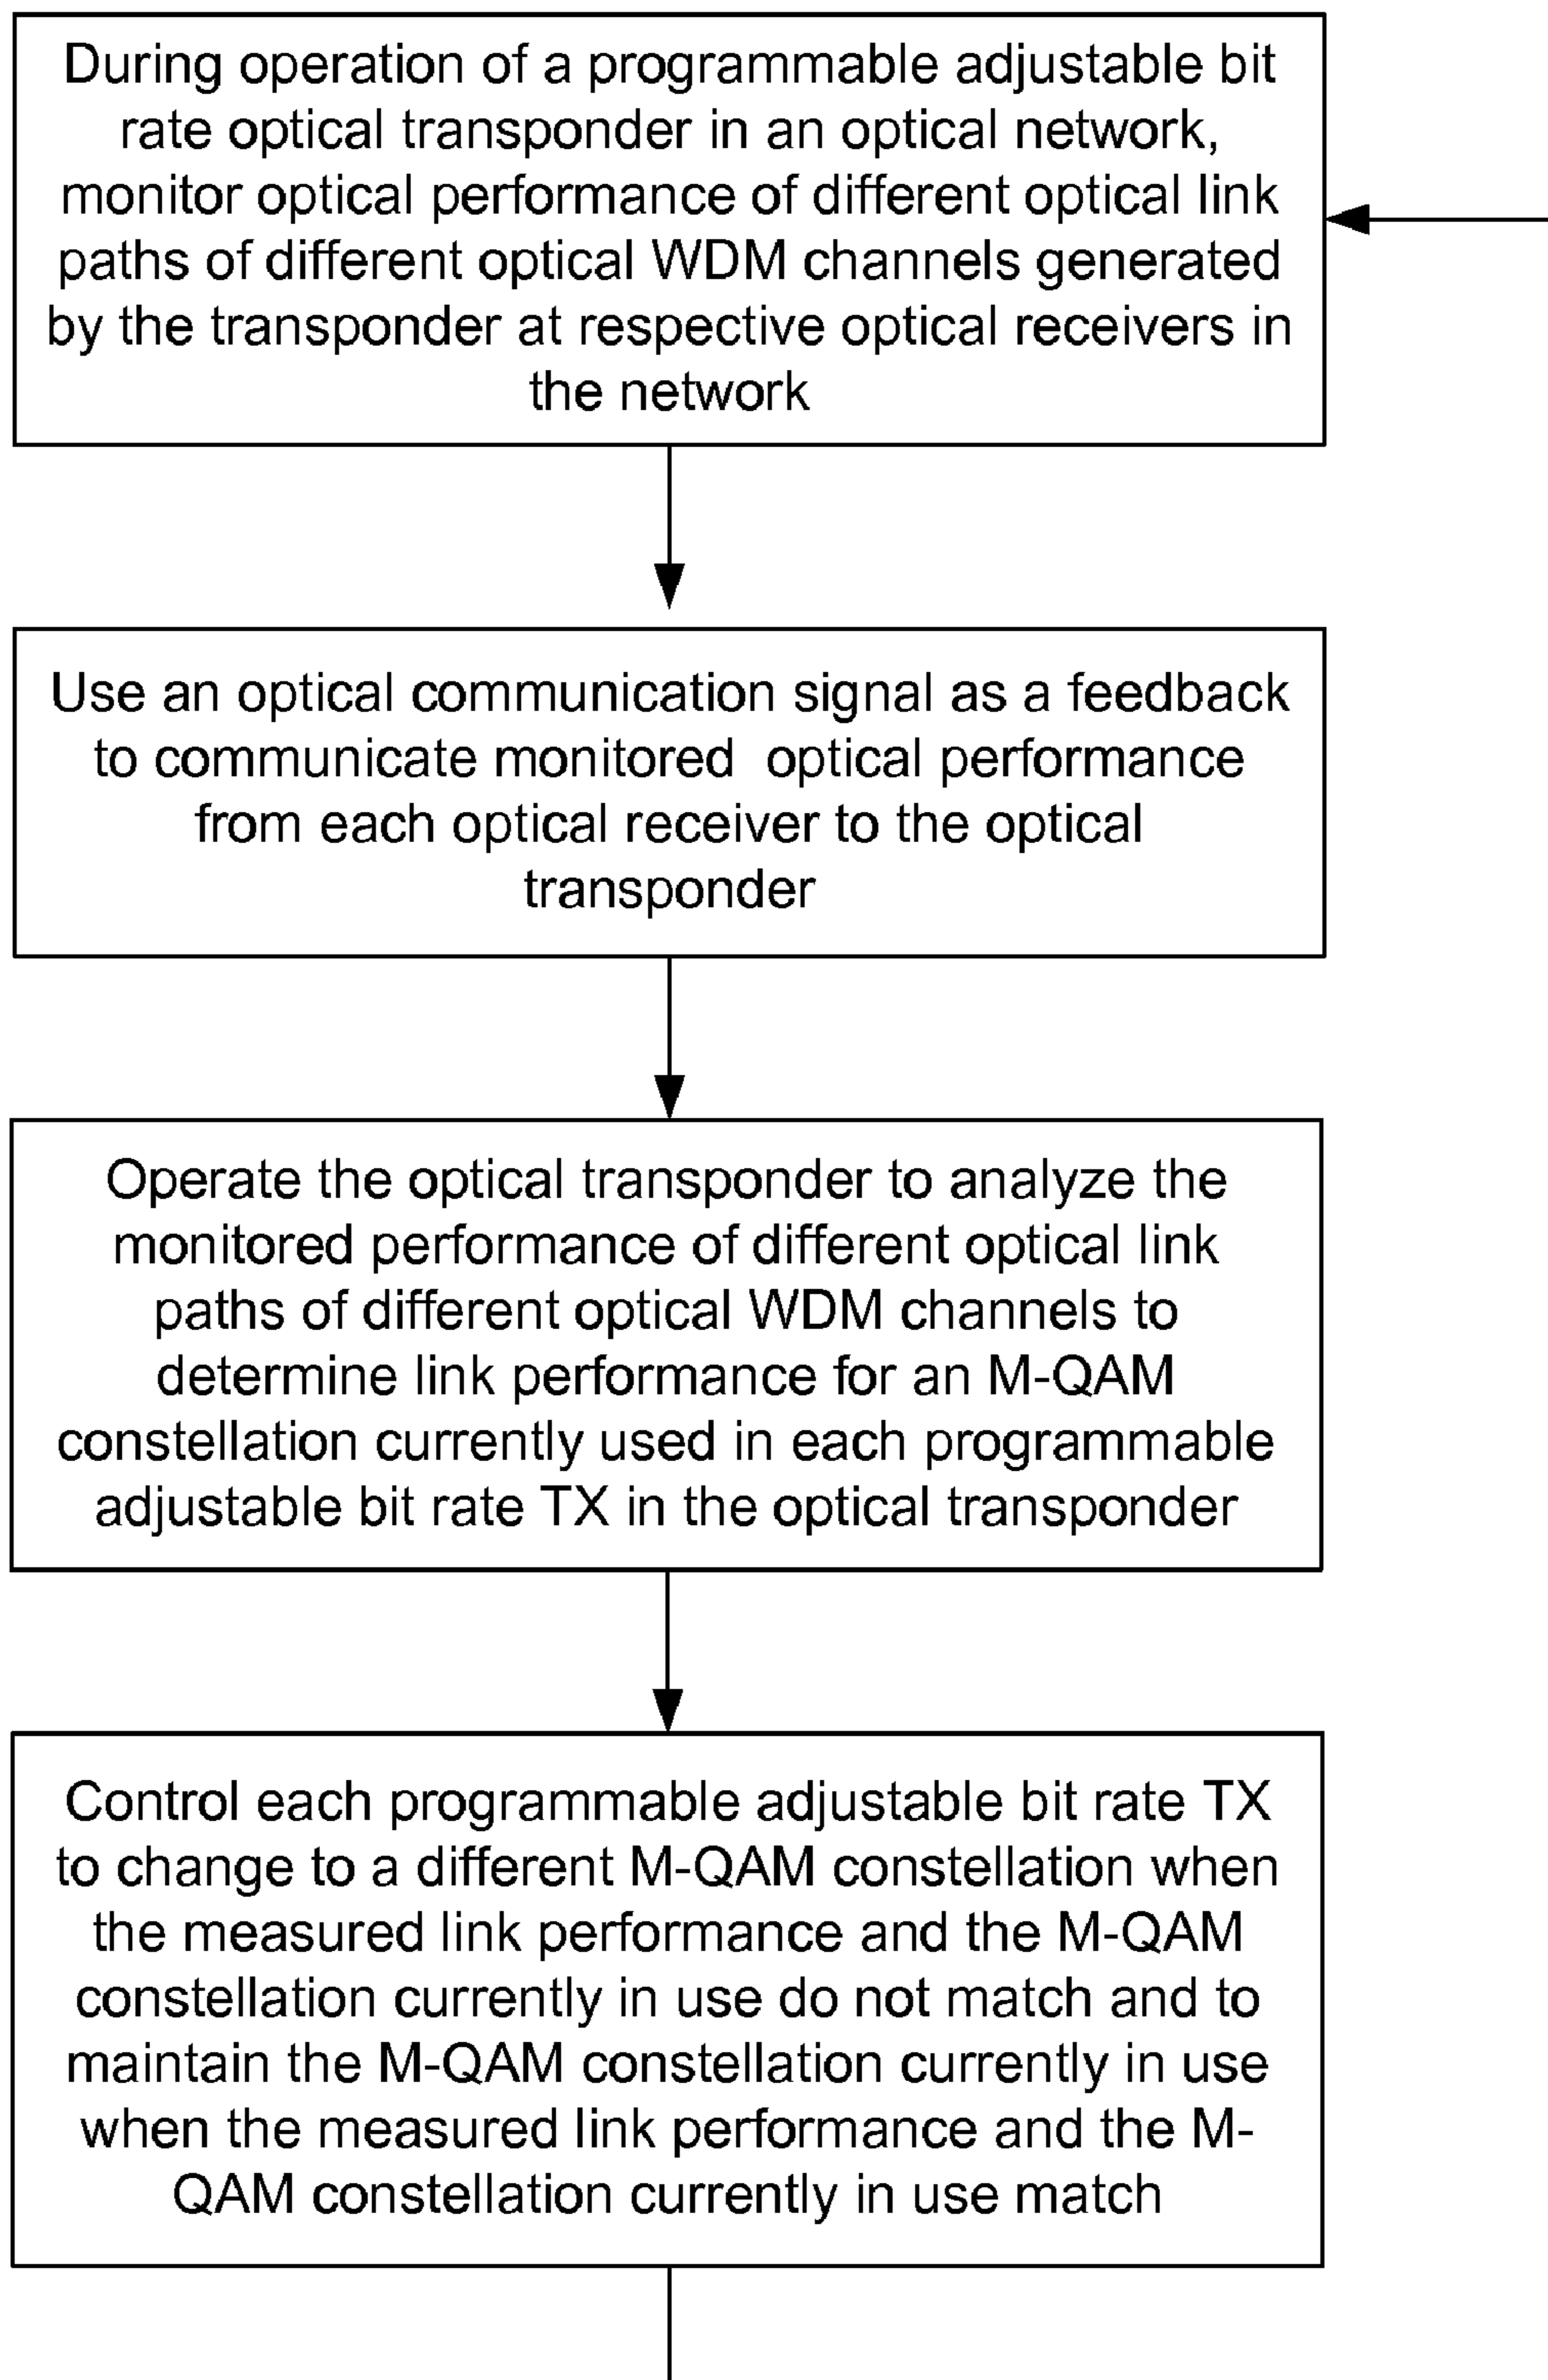 During operation of a programmable adjustable bit
rate optical transponder in an optical network,
monitor optical performance of different optical link
paths of different optical WDM channels generated
by the transponder at respective optical receivers in
the network
Use an optical communication signal as a feedback
to communicate monitored optical performance
from each optical receiver to the optical
transponder
Operate the optical transponder to analyze the
monitored performance of different optical link
paths of different optical WDM channels to
determine link performance for an M-QAM
constellation currently used in each programmable
adjustable bit rate TX in the optical transponder
Control each programmable adjustable bit rate TX
to change to a different M-QAM constellation when
the measured link performance and the M-QAM
constellation currently in use do not match and to
maintain the M-QAM constellation currently in use
when the measured link performance and the M-
QAM constellation currently in use match